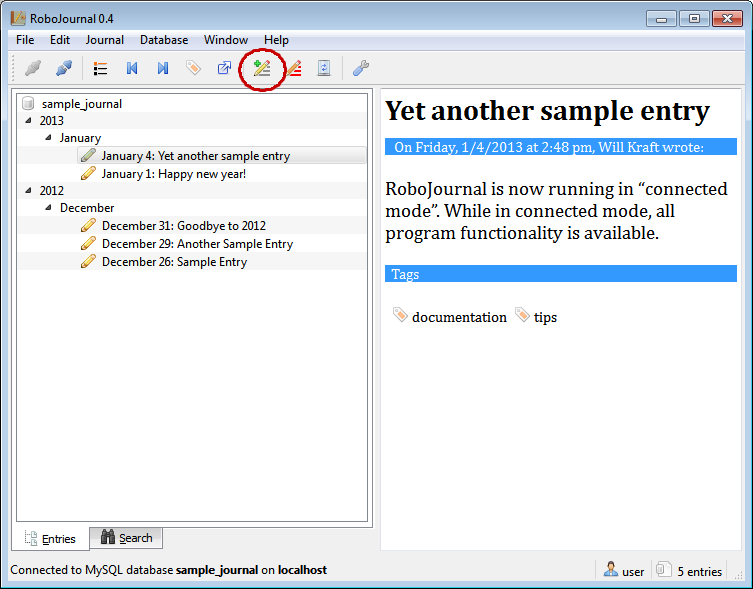 RoboJournal 0.4
File Edit Journal Database Window Help
sample_journal
2013
January
January 4: Yet another sample entry
January 1: Happy new year!
2012
December
December 31: Goodbye to 2012
December 29: Another Sample Entry
December 26: Sample Entry
Entries Search
Yet another sample entry
On Friday, 1/4/2013 at 2:48 pm, Will Kraft wrote:
RoboJournal is now running in “connected
mode”. While in connected mode, all
program functionality is available.
Tags
documentation tips
Connected to MySQL database sample_journal on localhost
user 5 entries